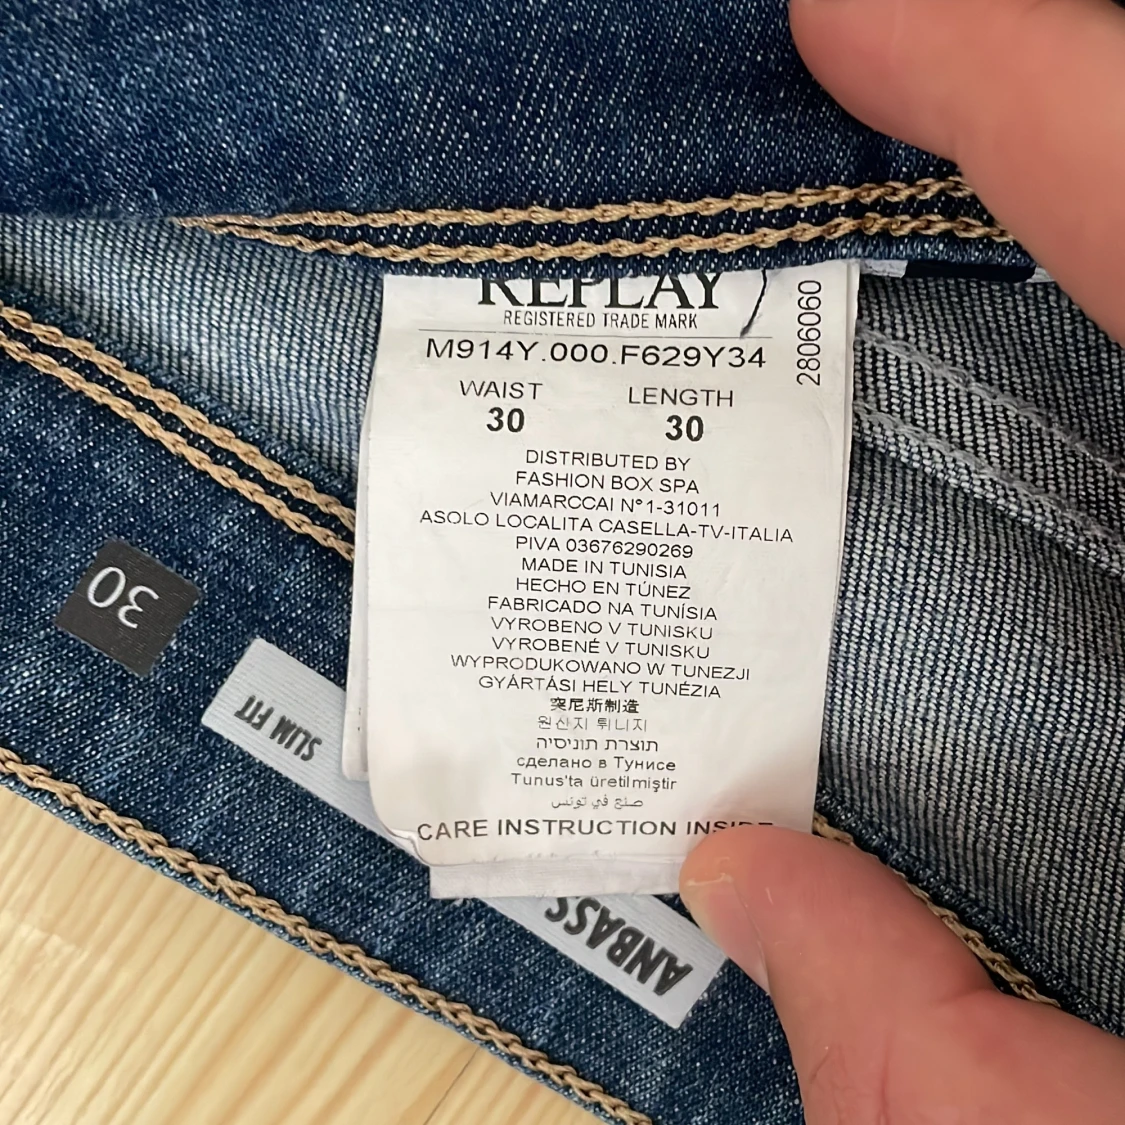 REPLAY
REGISTERED TRADE MARK
2806060
M914Y.000.F629Y34
WAIST LENGTH
30 30
DISTRIBUTED BY
FASHION BOX SPA
VIAMARCCAI N°1-31011
ASOLO LOCALITA CASELLA-TV-ITALIA
PIVA 03676290269
MADE IN TUNISIA
HECHO EN TÚNEZ
FABRICADO NA TUNÍSIA
VYROBENO V TUNISKU
VYROBENÉ V TUNISKU
WYPRODUKOWANO W TUNEZJI
GYÁRTÁSI HELY TUNÉZIA
突尼斯制造
원산지 튀니지
תוצרת תוניסיה
сделано в Тунисе
Tunus'ta üretilmiştir
صنع في تونس
CARE INSTRUCTION INSIDE
30
SLIM FIT
ANBASS